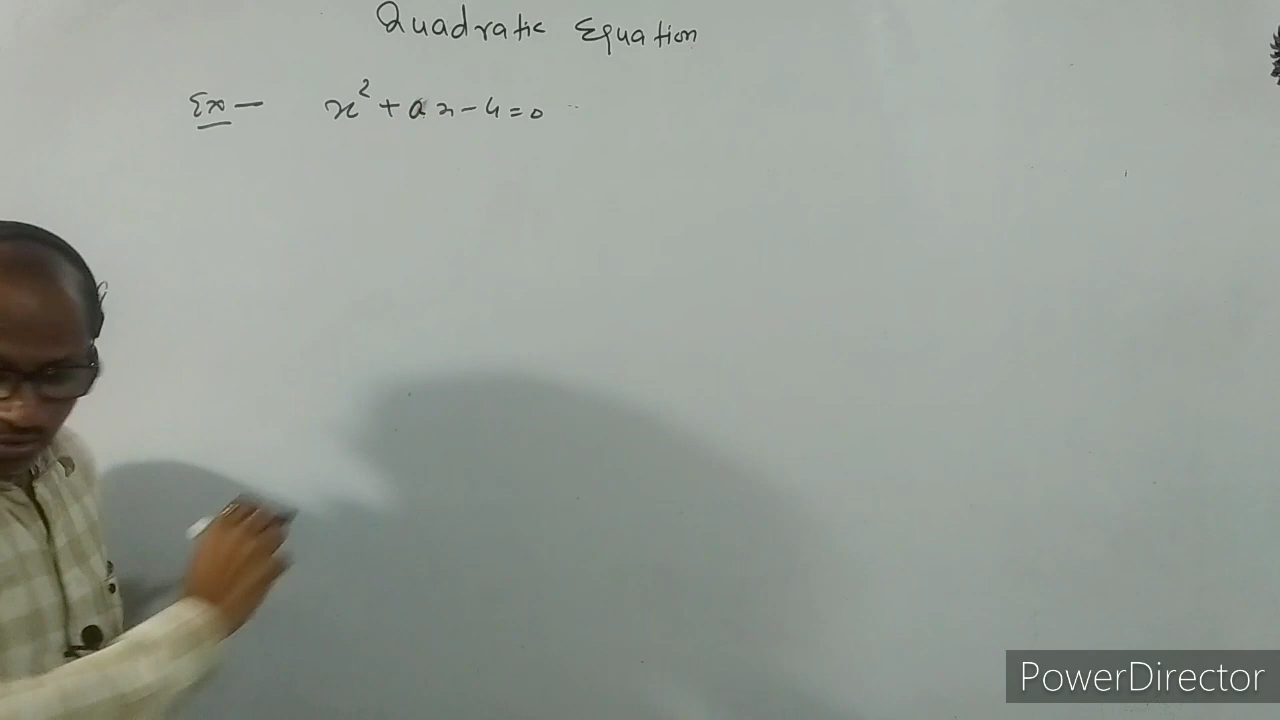 Quadratic Equation
Ex — x² + ax - 4 = 0
PowerDirector